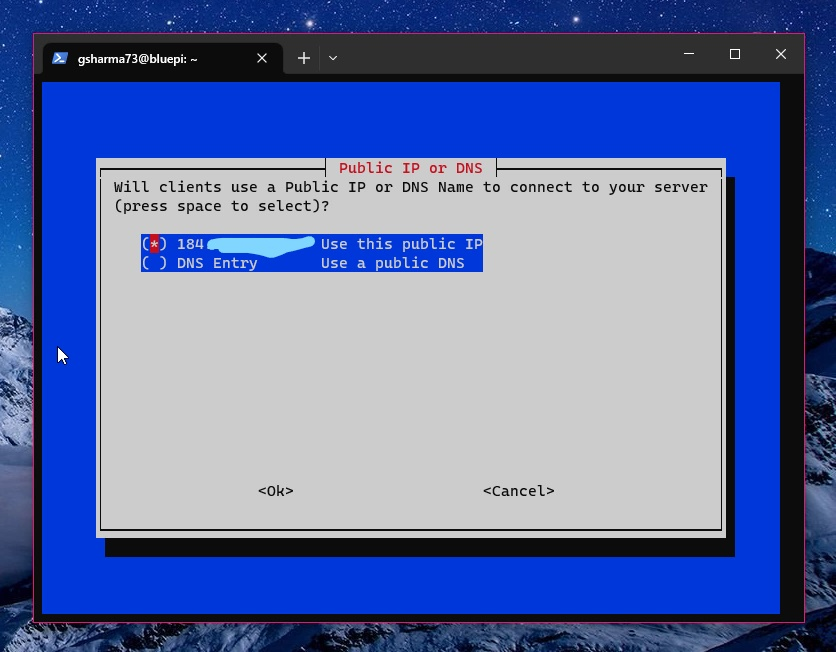 gsharma73@bluepi: ~
Public IP or DNS
Will clients use a Public IP or DNS Name to connect to your server
(press space to select)?
(*) 184 Use this public IP
( ) DNS Entry Use a public DNS
<Ok> <Cancel>